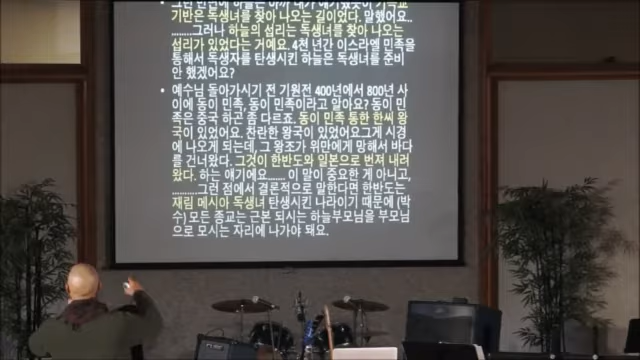 기반은 독생녀를 찾아 나오는 길이었다. 말했어요..
........그러나 하늘의 섭리는 독생녀를 찾아 나오는
섭리가 있었다는 거예요. 4천 년간 이스라엘 민족을
통해서 독생자를 탄생시킨 하늘은 독생녀를 준비
안 했겠어요?
• 예수님 돌아가시기 전 기원전 400년에서 800년 사
이에 동이 민족, 동이 민족이라고 알아요? 동이 민
족은 중국 하곤 좀 다르죠. 동이 민족 통한 한씨 왕
국이 있었어요. 찬란한 왕국이 있었어요그게 시경
에 나오게 되는데, 그 왕조가 위만에게 망해서 바다
를 건너왔다. 그것이 한반도와 일본으로 번져 내려
왔다. 하는 얘기에요....... 이 말이 중요한 게 아니고,
.........그런 점에서 결론적으로 말한다면 한반도는
재림 메시아 독생녀 탄생시킨 나라이기 때문에 (박
수) 모든 종교는 근본 되시는 하늘부모님을 부모님
으로 모시는 자리에 나가야 돼요.